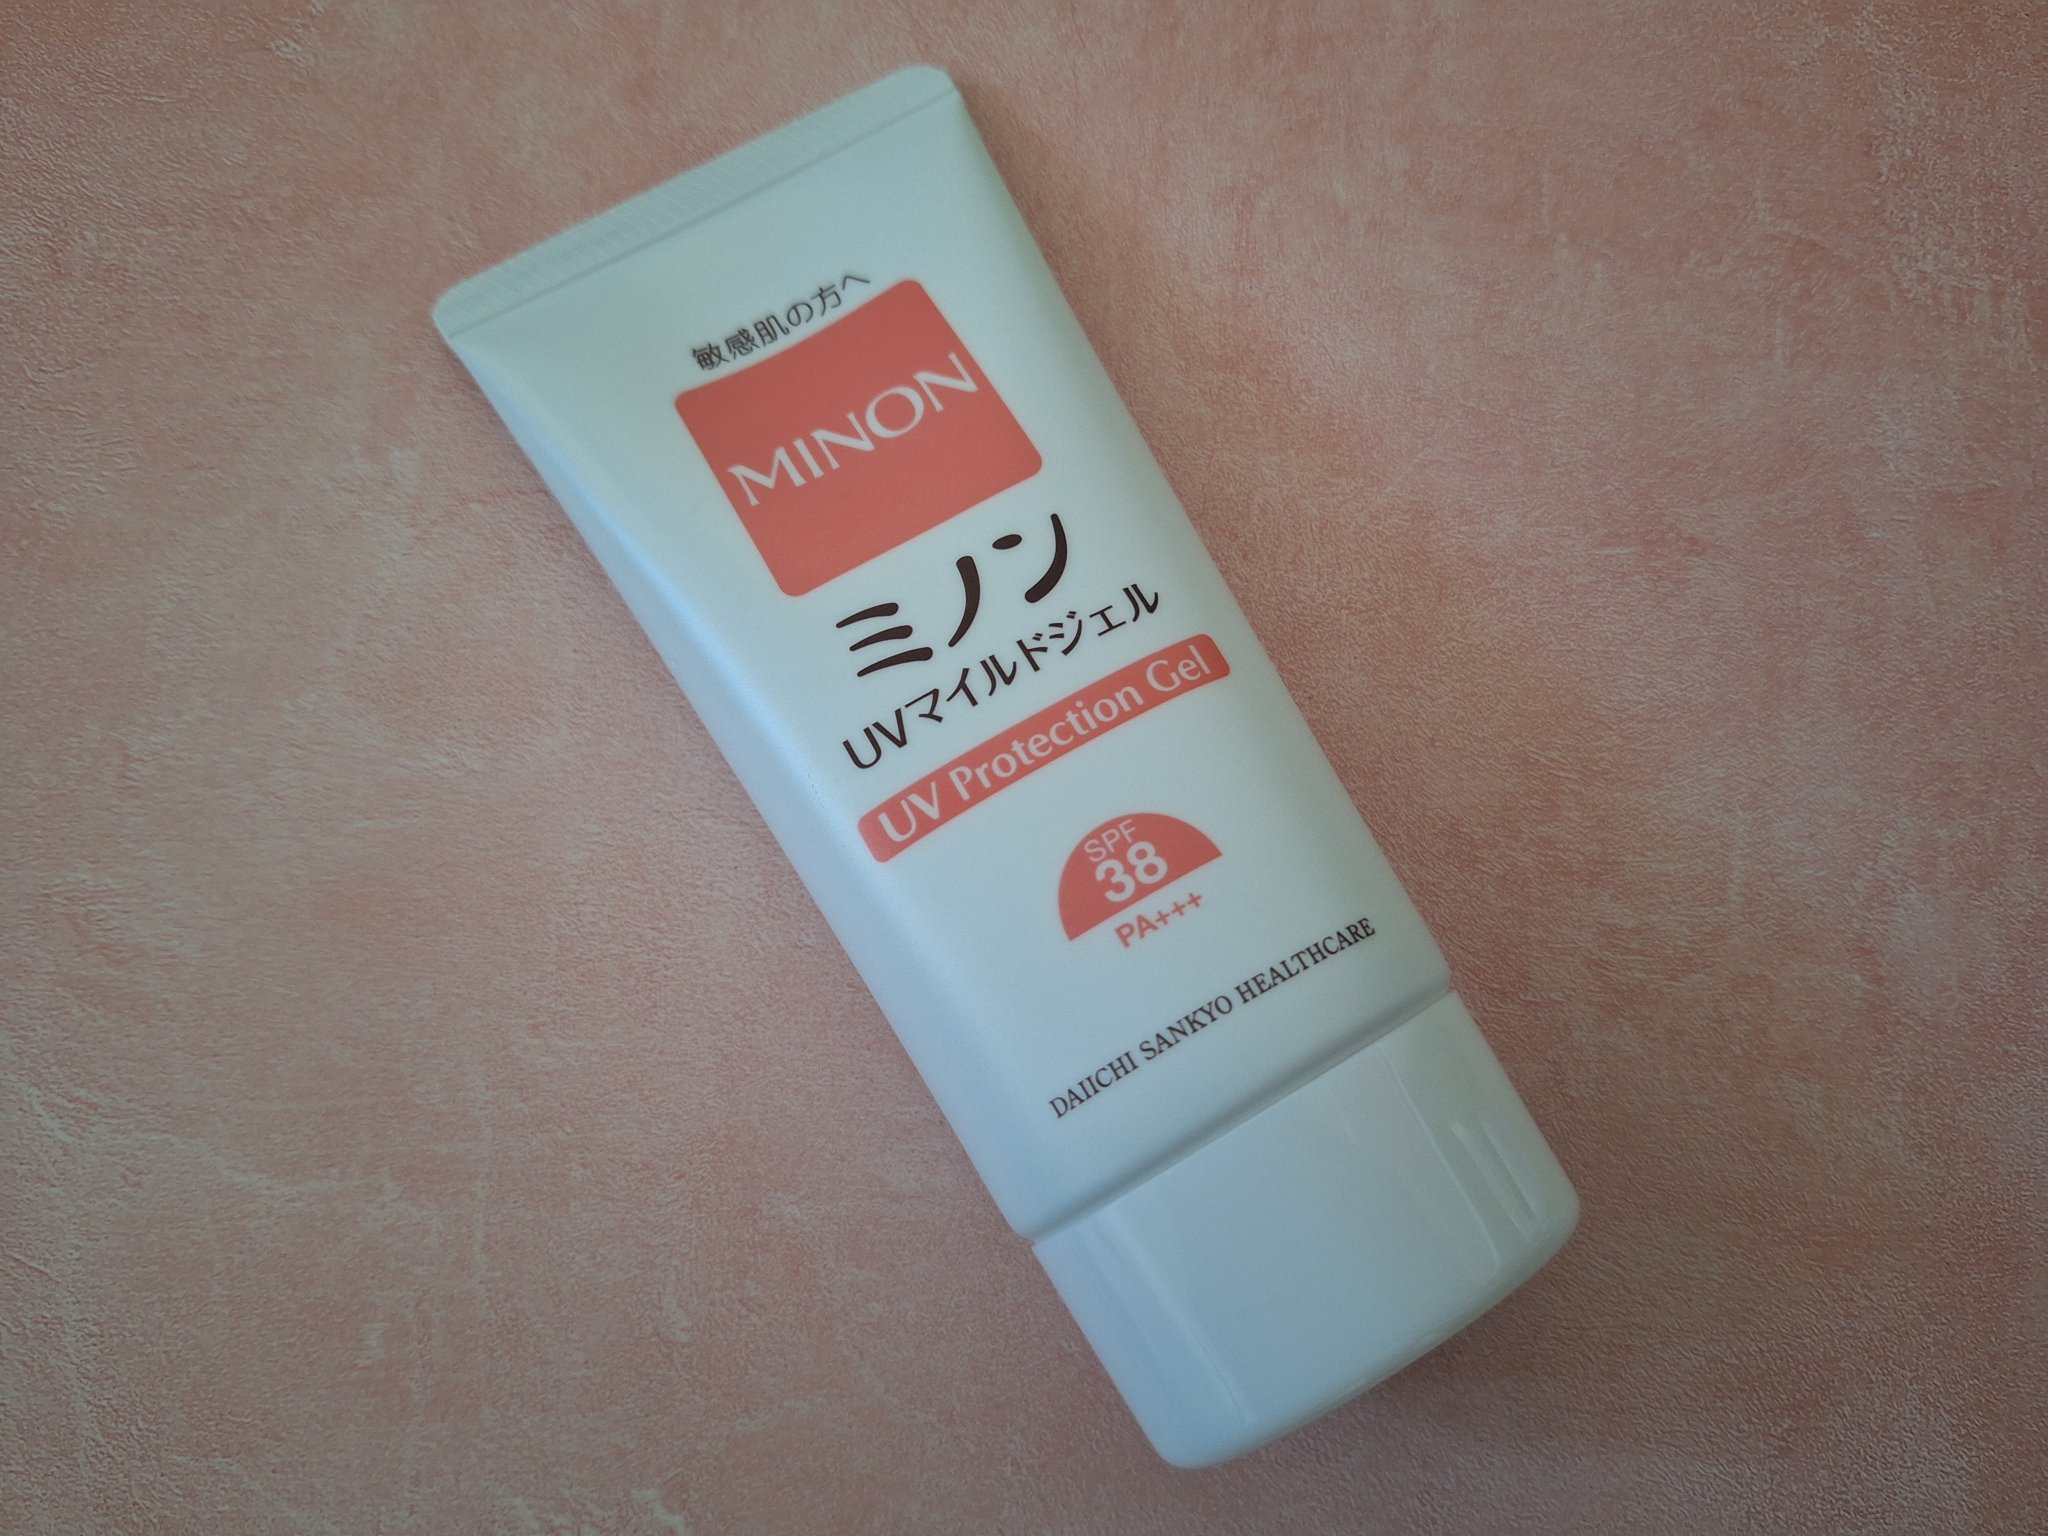 敏感肌の方へ
MINON
ミノン
UVマイルドジェル
UV Protection Gel
SPF
38
PA+++
DAIICHI SANKYO HEALTHCARE